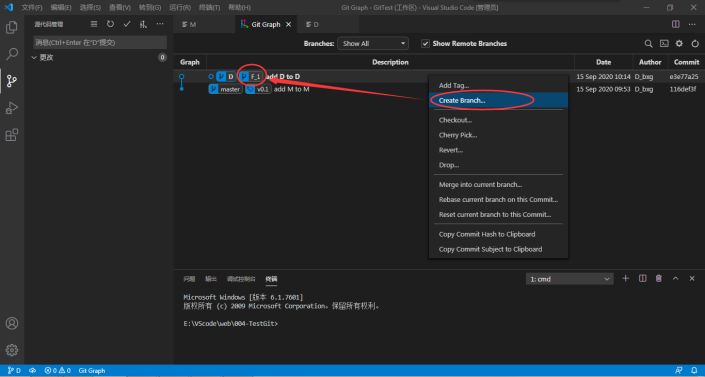 文件(F) 编辑(E) 选择(S) 查看(V) 转到(G) 运行(R) 终端(T) 帮助(H) Git Graph - GitTest (工作区) - Visual Studio Code [管理员]
源代码管理
M
Git Graph
D
消息(Ctrl+Enter 在"D"提交)
更改 0
Branches: Show All Show Remote Branches
Graph Description Date Author Commit
D F_1 add D to D 15 Sep 2020 10:14 D_bxg e3e77a25
master v0.1 add M to M 15 Sep 2020 09:53 D_bxg 116def3f
Add Tag...
Create Branch...
Checkout...
Cherry Pick...
Revert...
Drop...
Merge into current branch...
Rebase current branch on this Commit...
Reset current branch to this Commit...
Copy Commit Hash to Clipboard
Copy Commit Subject to Clipboard
问题 输出 调试控制台 终端 1: cmd
Microsoft Windows [版本 6.1.7601]
版权所有 (c) 2009 Microsoft Corporation。保留所有权利。
E:\VScode\web\004-TestGit>
D 0 0 Git Graph